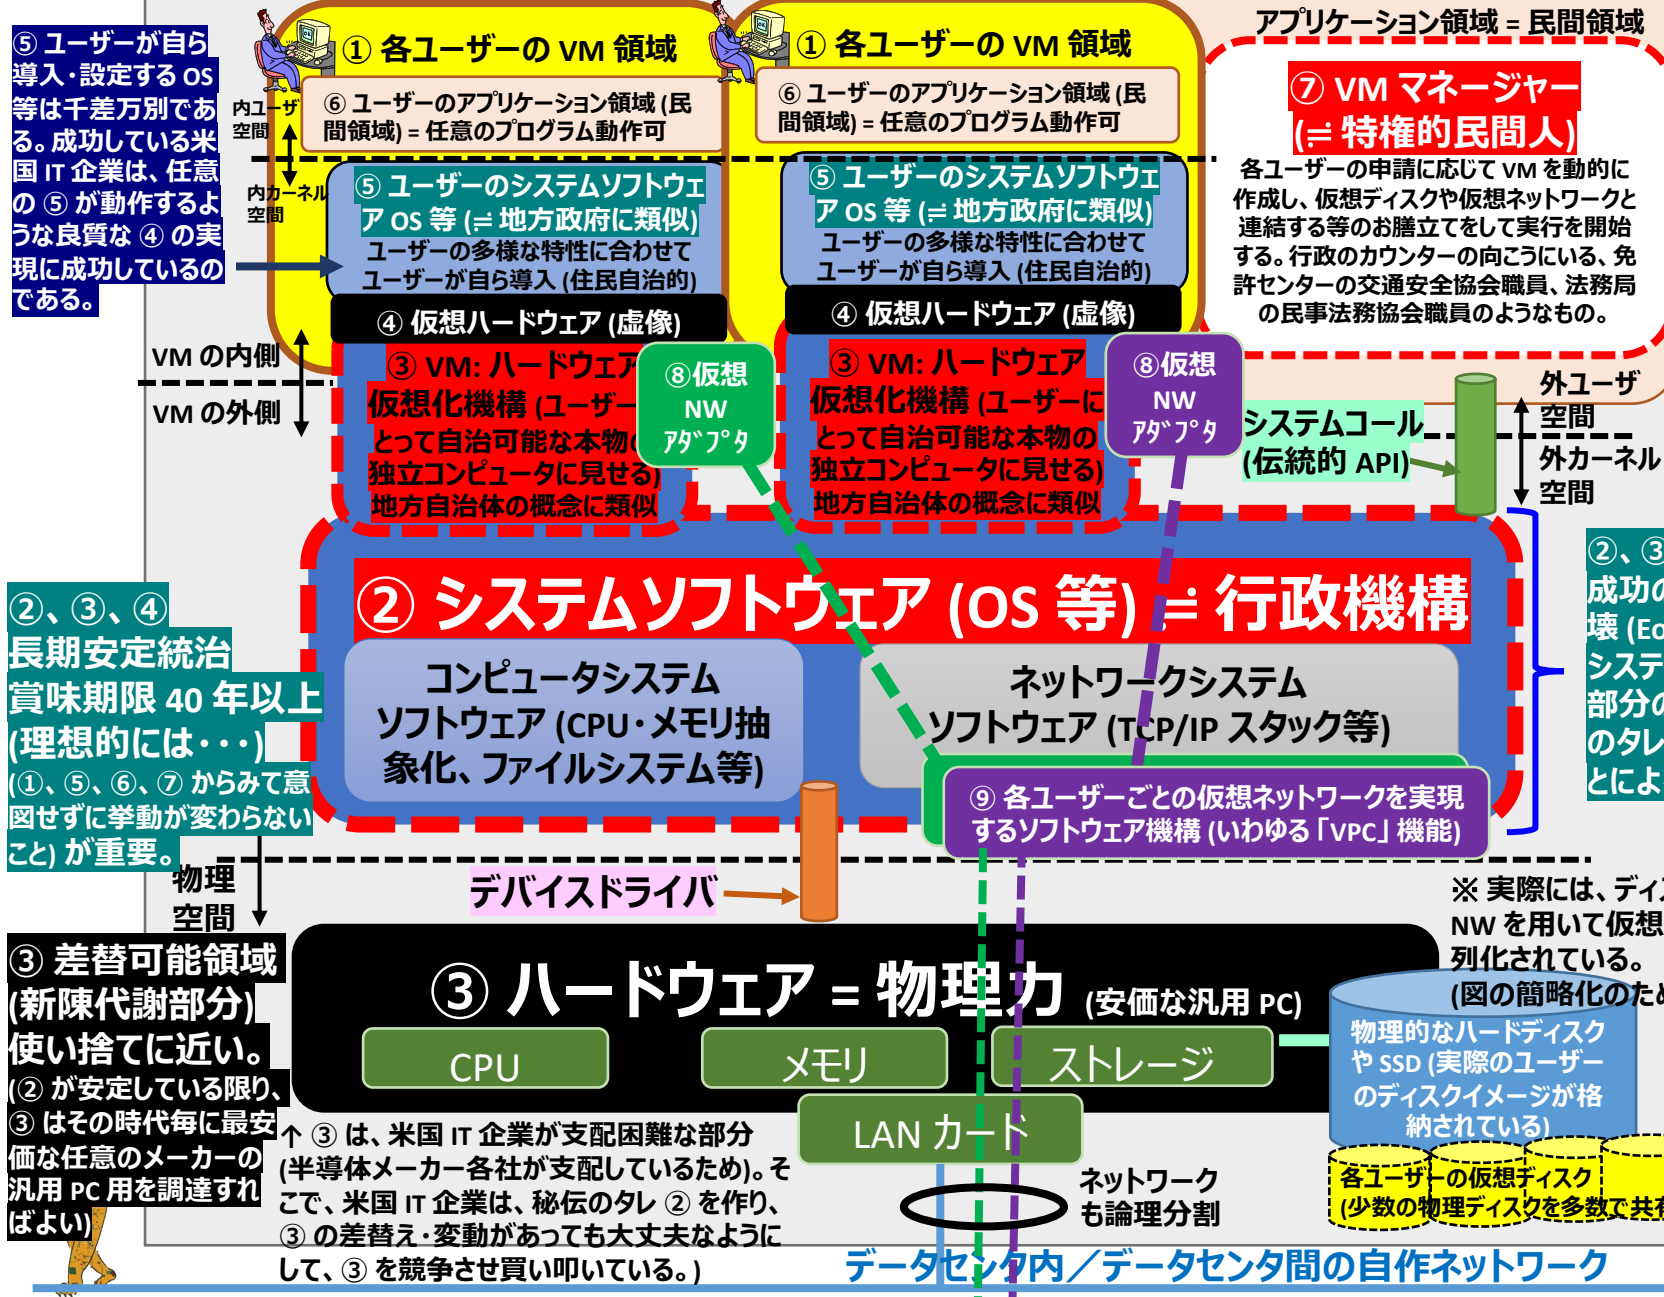 ⑤ ユーザーが自ら
導入・設定する OS
等は千差万別であ
る。成功している米
国 IT 企業は、任意
の ⑤ が動作するよ
うな良質な ④ の実
現に成功しているの
である。
① 各ユーザーの VM 領域
⑥ ユーザーのアプリケーション領域 (民
間領域) = 任意のプログラム動作可
内ユーザ
空間
内カーネル
空間
⑤ ユーザーのシステムソフトウェ
ア OS 等 (≒ 地方政府に類似)
ユーザーの多様な特性に合わせて
ユーザーが自ら導入 (住民自治的)
④ 仮想ハードウェア (虚像)
③ VM: ハードウェア
仮想化機構 (ユーザー
とって自治可能な本物の
独立コンピュータに見せる)
地方自治体の概念に類似
⑧仮想
NW
ｱﾀﾞﾌﾟﾀ
① 各ユーザーの VM 領域
⑥ ユーザーのアプリケーション領域 (民
間領域) = 任意のプログラム動作可
⑤ ユーザーのシステムソフトウェ
ア OS 等 (≒ 地方政府に類似)
ユーザーの多様な特性に合わせて
ユーザーが自ら導入 (住民自治的)
④ 仮想ハードウェア (虚像)
③ VM: ハードウェア
仮想化機構 (ユーザーに
とって自治可能な本物の
独立コンピュータに見せる)
地方自治体の概念に類似
⑧仮想
NW
ｱﾀﾞﾌﾟﾀ
アプリケーション領域 = 民間領域
⑦ VM マネージャー
(≒ 特権的民間人)
各ユーザーの申請に応じて VM を動的に
作成し、仮想ディスクや仮想ネットワークと
連結する等のお膳立てをして実行を開始
する。行政のカウンターの向こうにいる、免
許センターの交通安全協会職員、法務局
の民事法務協会職員のようなもの。
VM の内側
VM の外側
システムコール
(伝統的 API)
外ユーザ
空間
外カーネル
空間
② システムソフトウェア (OS 等) ≒ 行政機構
コンピュータシステム
ソフトウェア (CPU・メモリ抽
象化、ファイルシステム等)
ネットワークシステム
ソフトウェア (TCP/IP スタック等)
⑨ 各ユーザーごとの仮想ネットワークを実現
するソフトウェア機構 (いわゆる「VPC」機能)
②、③、④
長期安定統治
賞味期限 40 年以上
(理想的には・・・)
(①、⑤、⑥、⑦ からみて意
図せずに挙動が変わらない
こと) が重要。
②、③
成功の
壊 (Eo
システ
部分の
のタレ
とによ
物理
空間
デバイスドライバ
※ 実際には、ディス
NW を用いて仮想
列化されている。
(図の簡略化のため
③ 差替可能領域
(新陳代謝部分)
使い捨てに近い。
(② が安定している限り、
③ はその時代毎に最安
価な任意のメーカーの
汎用 PC 用を調達すれ
ばよい)
③ ハードウェア = 物理力 (安価な汎用 PC)
CPU
メモリ
ストレージ
LAN カード
物理的なハードディスク
や SSD (実際のユーザー
のディスクイメージが格
納されている)
各ユーザーの仮想ディスク
(少数の物理ディスクを多数で共有
↑ ③ は、米国 IT 企業が支配困難な部分
(半導体メーカー各社が支配しているため)。そ
こで、米国 IT 企業は、秘伝のタレ ② を作り、
③ の差替え・変動があっても大丈夫なように
して、③ を競争させ買い叩いている。)
ネットワーク
も論理分割
データセンタ内／データセンタ間の自作ネットワーク